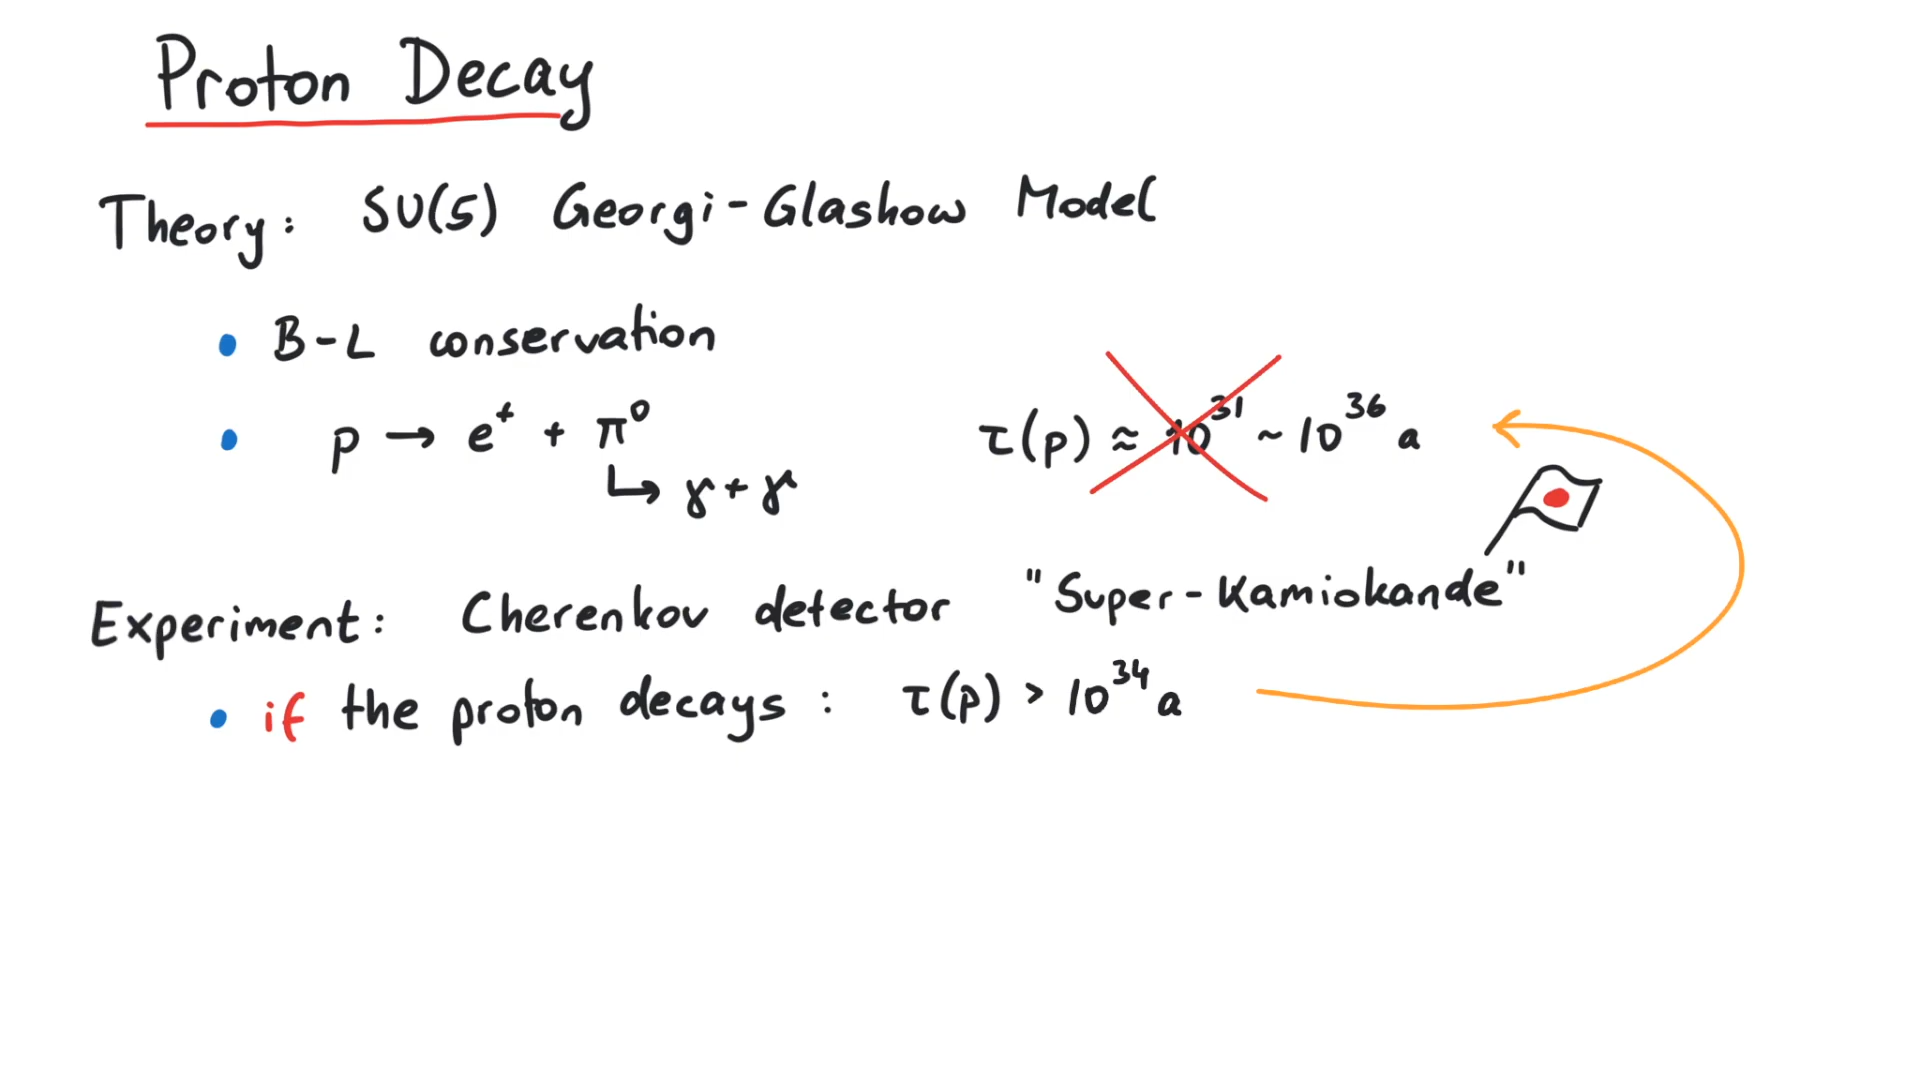 Proton Decay
Theory: SU(5) Georgi-Glashow Model
• B-L conservation
• p → e⁺ + π⁰
↳ γ + γ
τ(p) ≈ 10³¹ ~ 10³⁶ a
Experiment: Cherenkov detector "Super-Kamiokande"
• if the proton decays: τ(p) > 10³⁴ a